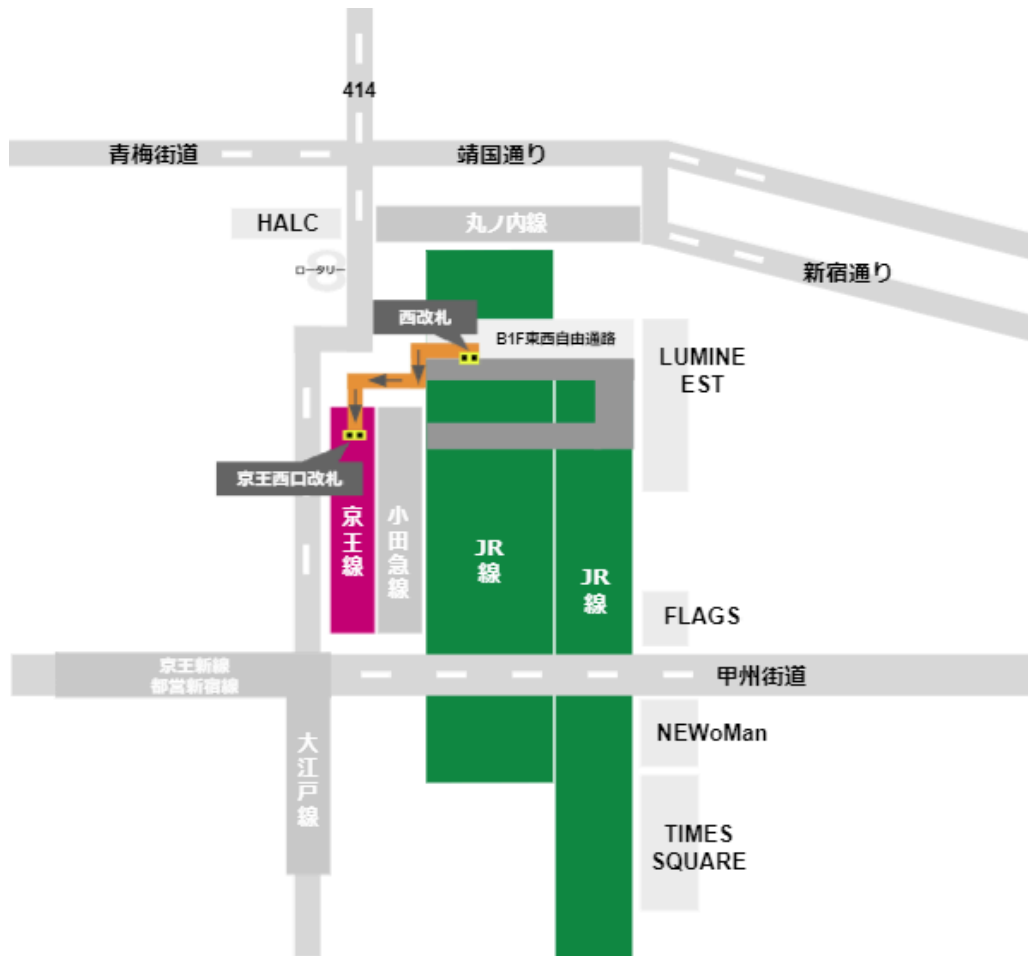 414
青梅街道
靖国通り
HALC
丸ノ内線
ロータリー
新宿通り
西改札
B1F東西自由通路
LUMINE
EST
京王西口改札
京王線
小田急線
JR
線
JR
線
FLAGS
京王新線
都営新宿線
甲州街道
大江戸線
NEWoMan
TIMES
SQUARE